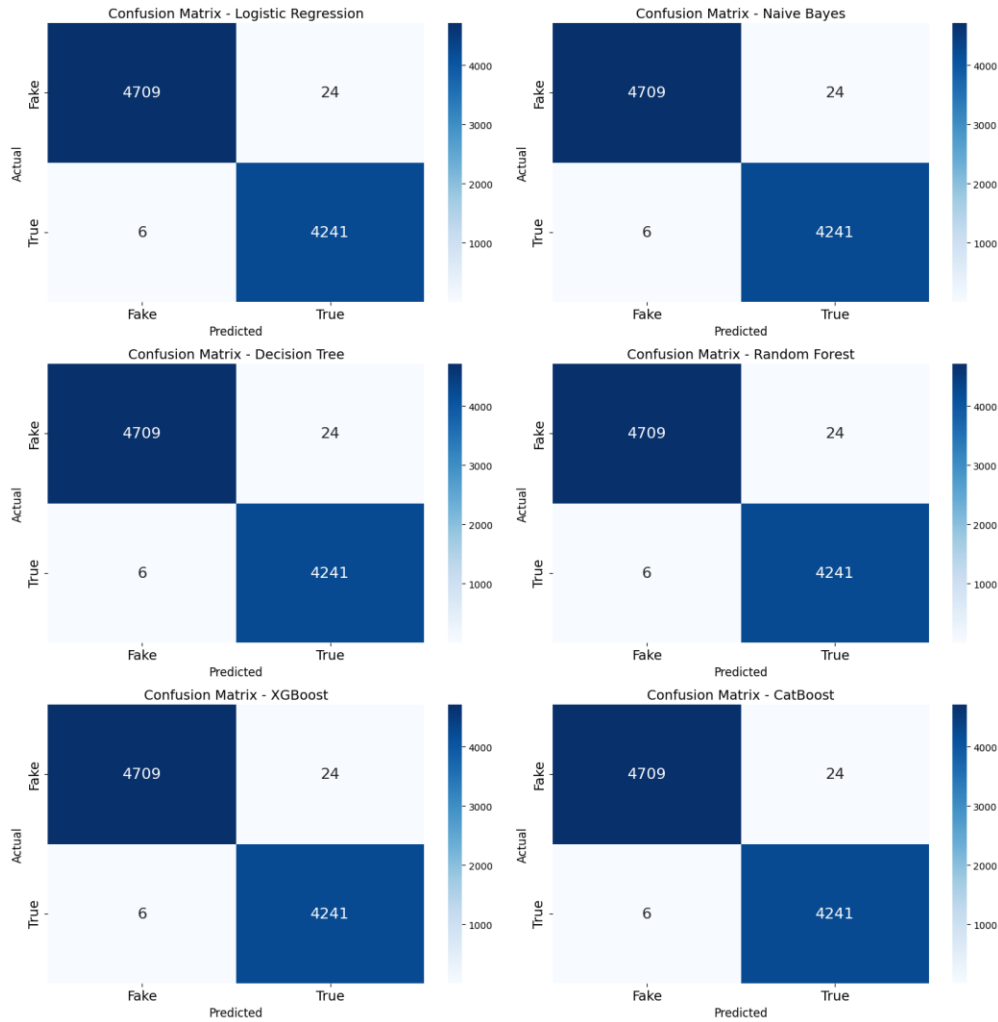 Confusion Matrix - Logistic Regression
Fake
4709
24
4000
3000
Actual
2000
True
6
4241
1000
Fake
True
Predicted
Confusion Matrix - Naive Bayes
Fake
4709
24
4000
3000
Actual
2000
True
6
4241
1000
Fake
True
Predicted
Confusion Matrix - Decision Tree
Fake
4709
24
4000
3000
Actual
2000
True
6
4241
1000
Fake
True
Predicted
Confusion Matrix - Random Forest
Fake
4709
24
4000
3000
Actual
2000
True
6
4241
1000
Fake
True
Predicted
Confusion Matrix - XGBoost
Fake
4709
24
4000
3000
Actual
2000
True
6
4241
1000
Fake
True
Predicted
Confusion Matrix - CatBoost
Fake
4709
24
4000
3000
Actual
2000
True
6
4241
1000
Fake
True
Predicted